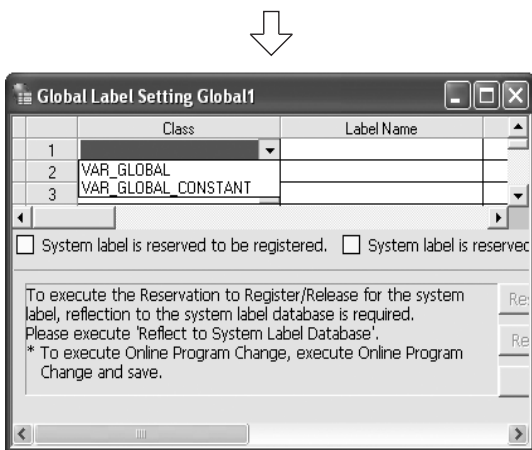 Global Label Setting Global1
Class Label Name
1
2 VAR_GLOBAL
3 VAR_GLOBAL_CONSTANT
System label is reserved to be registered. System label is reserved
To execute the Reservation to Register/Release for the system Re
label, reflection to the system label database is required.
Please execute 'Reflect to System Label Database'. Re
* To execute Online Program Change, execute Online Program
Change and save.